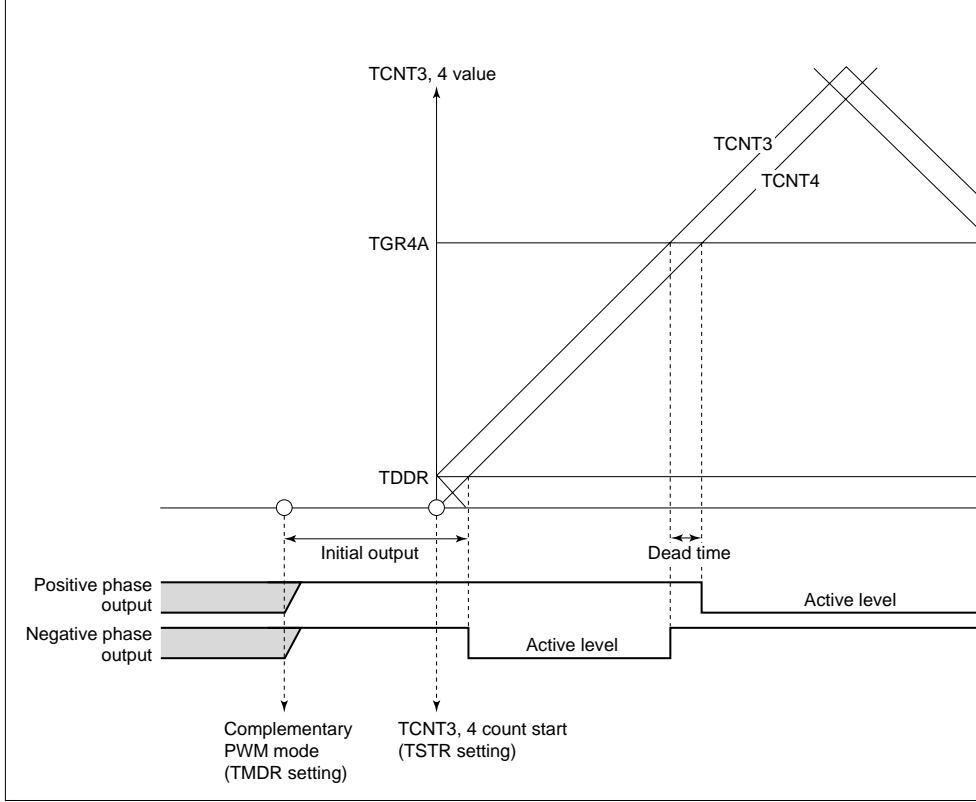 TCNT3, 4 value
TCNT3
TCNT4
TGR4A
TDDR
Initial output
Dead time
Positive phase
output
Active level
Negative phase
output
Active level
Complementary
PWM mode
(TMDR setting)
TCNT3, 4 count start
(TSTR setting)